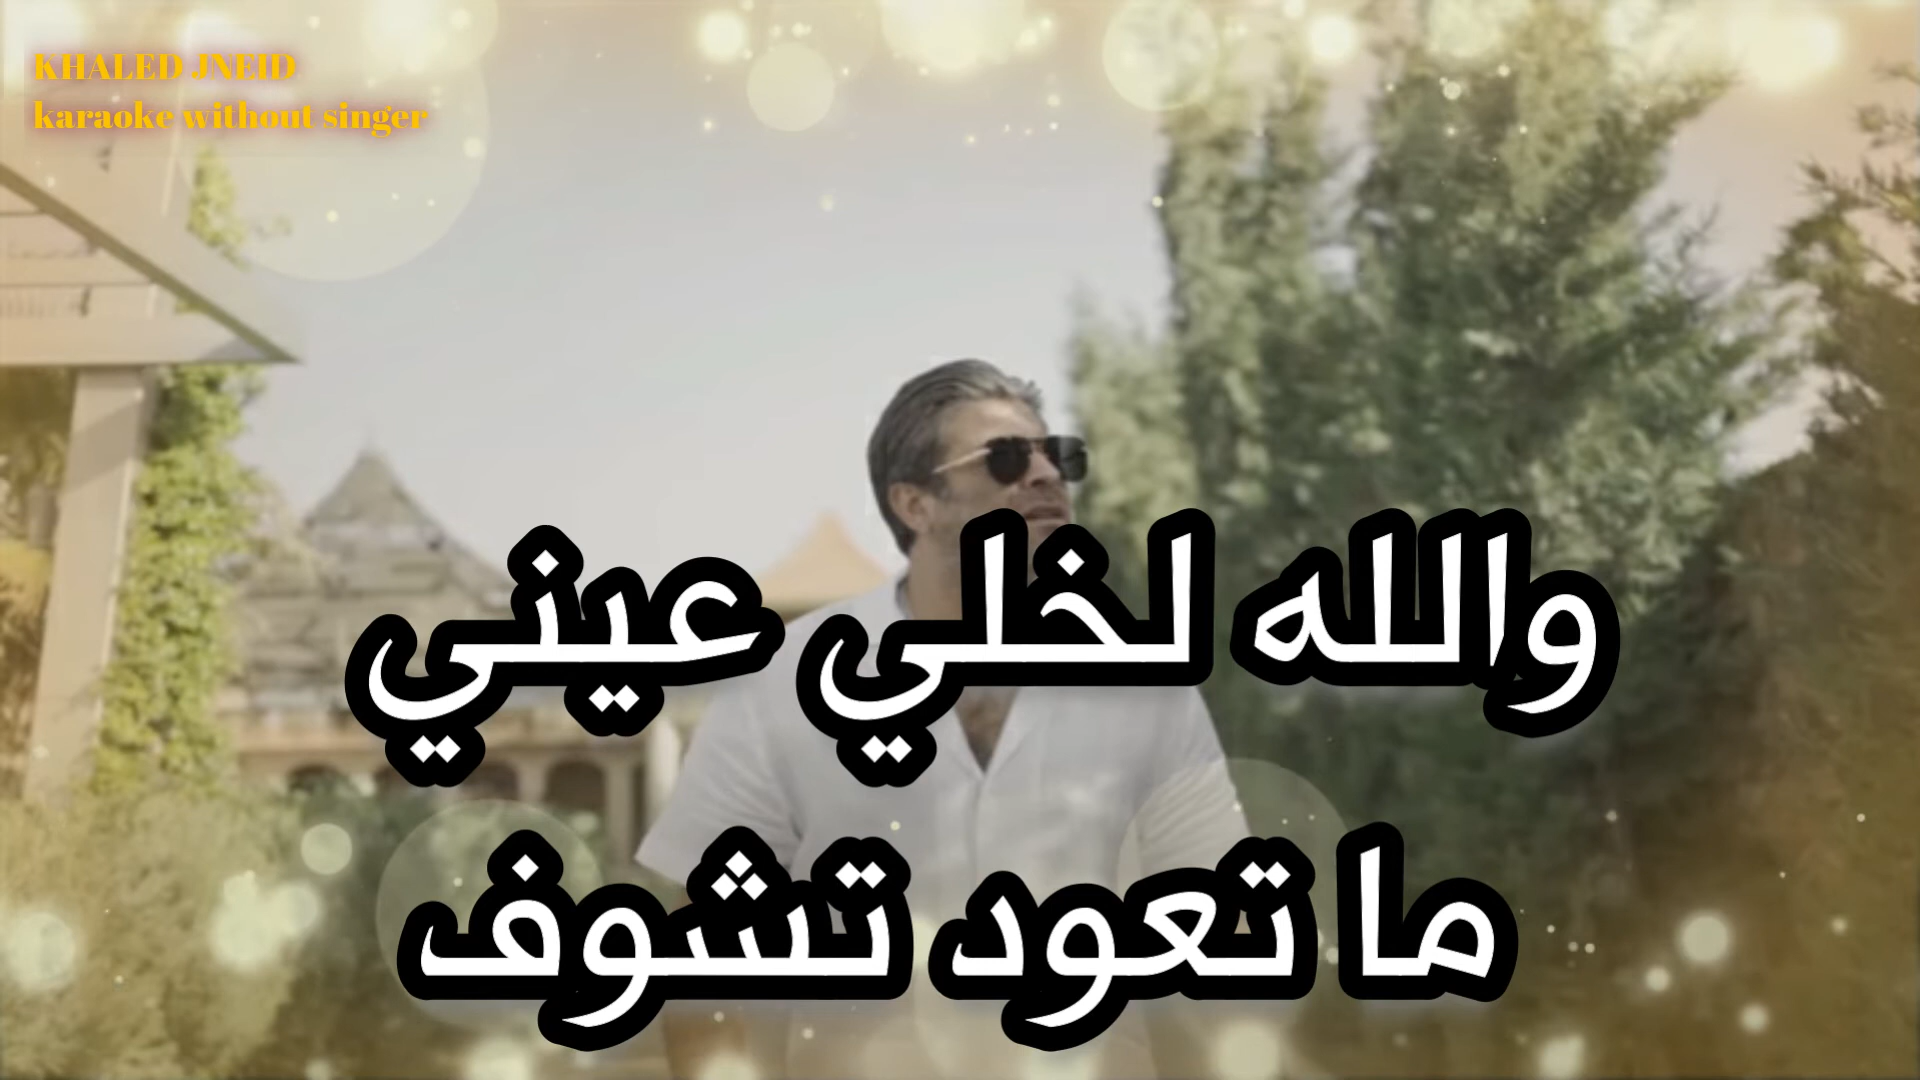 KHALED JNEID
karaoke without singer
والله لخلي عيني
ما تعود تشوف